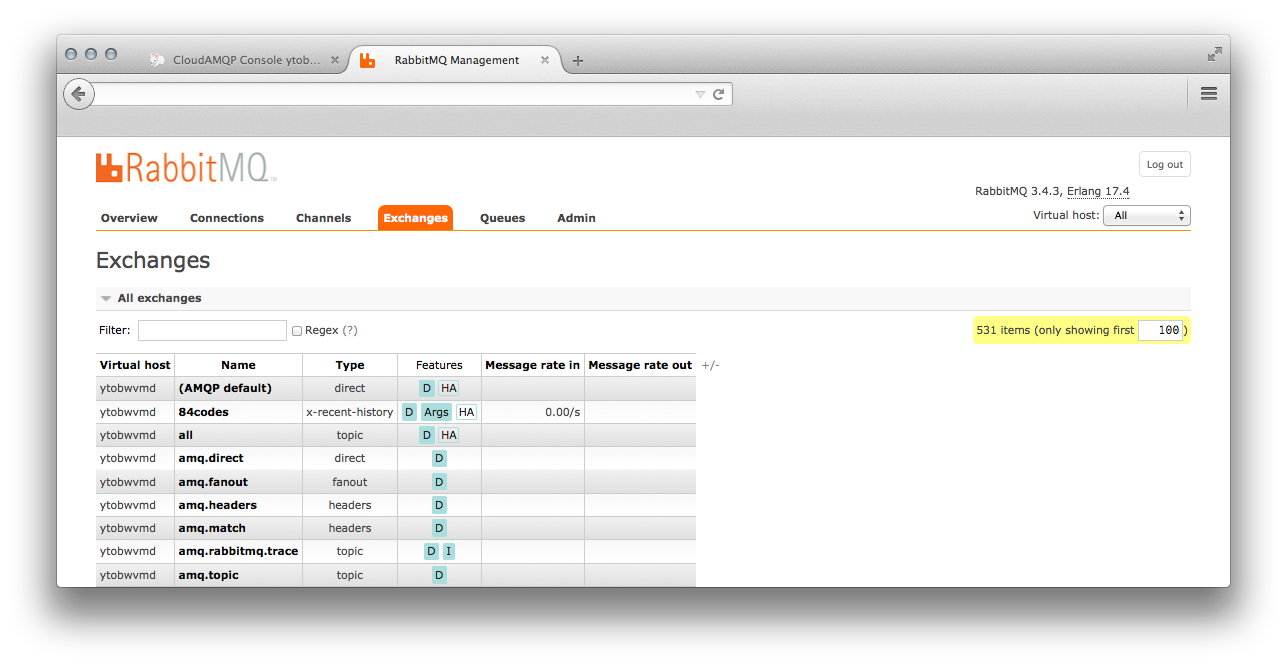 CloudAMQP Console ytob... × RabbitMQ Management × +
RabbitMQ™
Log out
RabbitMQ 3.4.3, Erlang 17.4
Virtual host: All
Overview Connections Channels Exchanges Queues Admin
Exchanges
All exchanges
Filter: Regex (?) 531 items (only showing first 100 )
Virtual host Name Type Features Message rate in Message rate out +/-
ytobwvmd (AMQP default) direct D HA
ytobwvmd 84codes x-recent-history D Args HA 0.00/s
ytobwvmd all topic D HA
ytobwvmd amq.direct direct D
ytobwvmd amq.fanout fanout D
ytobwvmd amq.headers headers D
ytobwvmd amq.match headers D
ytobwvmd amq.rabbitmq.trace topic D I
ytobwvmd amq.topic topic D